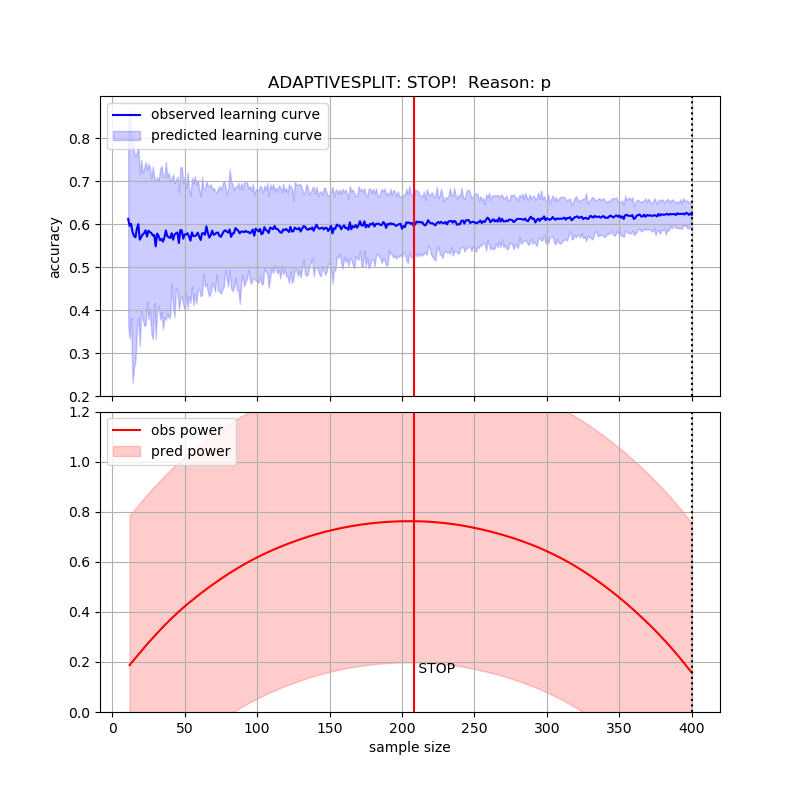 ADAPTIVESPLIT: STOP!  Reason: p
observed learning curve
predicted learning curve
accuracy
0.8
0.7
0.6
0.5
0.4
0.3
0.2
obs power
pred power
1.2
1.0
0.8
0.6
0.4
0.2
0.0
STOP
0 50 100 150 200 250 300 350 400
sample size